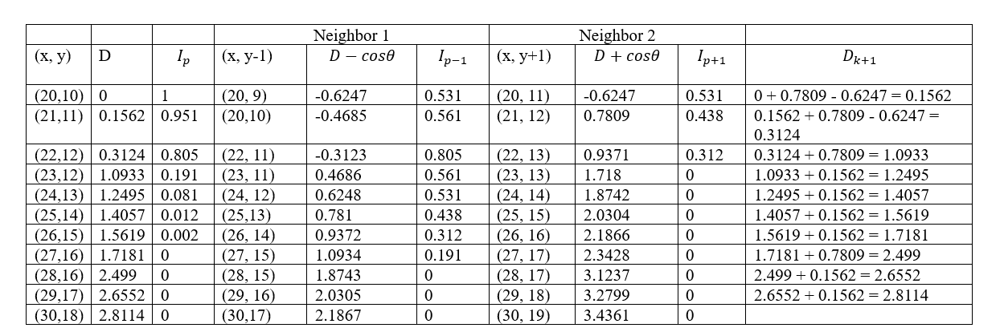 Neighbor 1 Neighbor 2
(x, y) D Iₚ (x, y-1) D − cosθ Iₚ₋₁ (x, y+1) D + cosθ Iₚ₊₁ Dₖ₊₁
(20,10) 0 1 (20, 9) -0.6247 0.531 (20, 11) -0.6247 0.531 0 + 0.7809 - 0.6247 = 0.1562
(21,11) 0.1562 0.951 (20,10) -0.4685 0.561 (21, 12) 0.7809 0.438 0.1562 + 0.7809 - 0.6247 =
0.3124
(22,12) 0.3124 0.805 (22, 11) -0.3123 0.805 (22, 13) 0.9371 0.312 0.3124 + 0.7809 = 1.0933
(23,12) 1.0933 0.191 (23, 11) 0.4686 0.561 (23, 13) 1.718 0 1.0933 + 0.1562 = 1.2495
(24,13) 1.2495 0.081 (24, 12) 0.6248 0.531 (24, 14) 1.8742 0 1.2495 + 0.1562 = 1.4057
(25,14) 1.4057 0.012 (25,13) 0.781 0.438 (25, 15) 2.0304 0 1.4057 + 0.1562 = 1.5619
(26,15) 1.5619 0.002 (26, 14) 0.9372 0.312 (26, 16) 2.1866 0 1.5619 + 0.1562 = 1.7181
(27,16) 1.7181 0 (27, 15) 1.0934 0.191 (27, 17) 2.3428 0 1.7181 + 0.7809 = 2.499
(28,16) 2.499 0 (28, 15) 1.8743 0 (28, 17) 3.1237 0 2.499 + 0.1562 = 2.6552
(29,17) 2.6552 0 (29, 16) 2.0305 0 (29, 18) 3.2799 0 2.6552 + 0.1562 = 2.8114
(30,18) 2.8114 0 (30,17) 2.1867 0 (30, 19) 3.4361 0